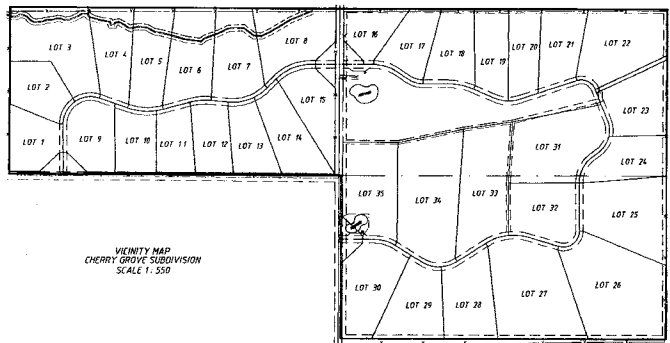 LOT 8
LOT 16
LOT 3
LOT 4
LOT 5
LOT 6
LOT 7
LOT 17
LOT 18
LOT 19
LOT 20
LOT 21
LOT 22
LOT 2
LOT 15
LOT 23
LOT 1
LOT 9
LOT 10
LOT 11
LOT 12
LOT 13
LOT 14
LOT 31
LOT 24
LOT 35
LOT 34
LOT 33
LOT 32
LOT 25
VICINITY MAP
CHERRY GROVE SUBDIVISION
SCALE 1: 550
LOT 30
LOT 29
LOT 28
LOT 27
LOT 26